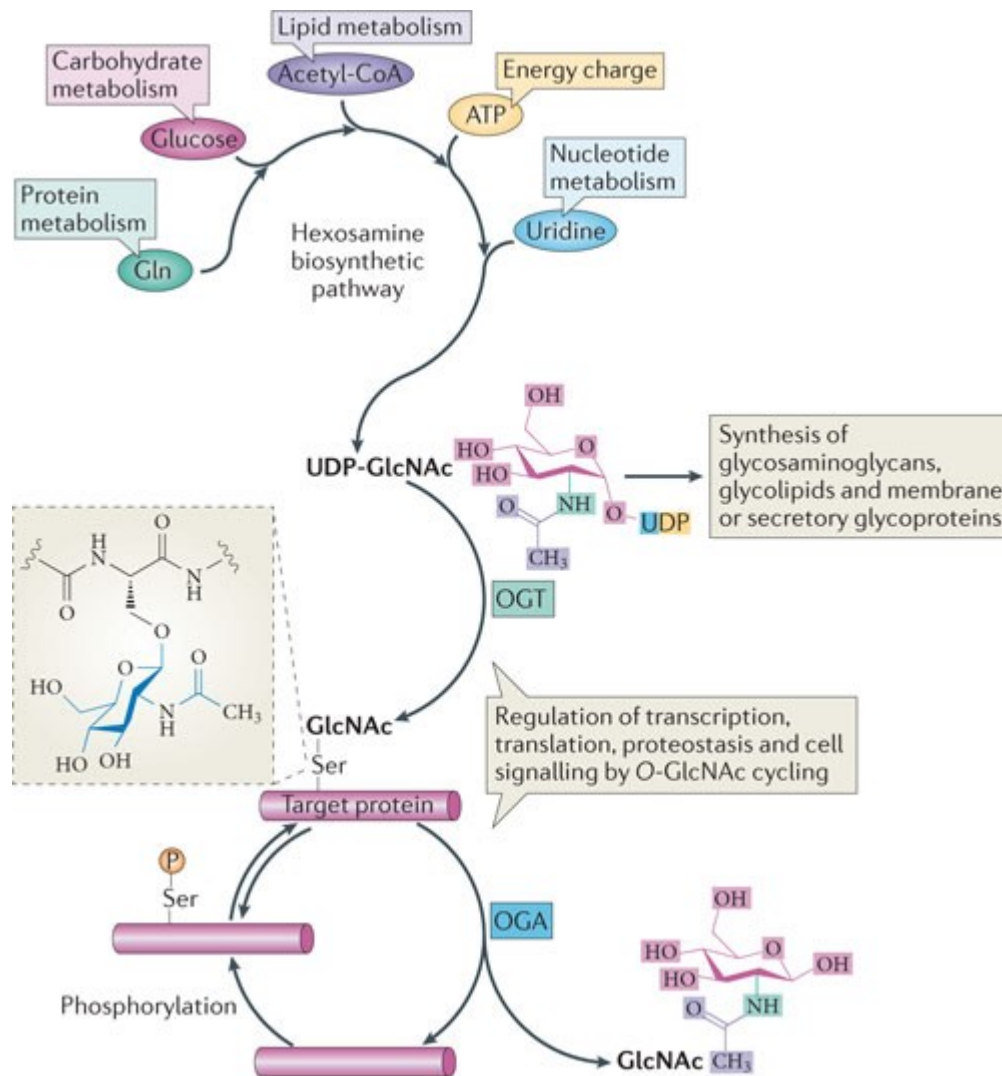 Lipid metabolism
Acetyl-CoA
Carbohydrate
metabolism
Glucose
Energy charge
ATP
Nucleotide
metabolism
Uridine
Protein
metabolism
Gln
Hexosamine
biosynthetic
pathway
UDP-GlcNAc
OH
HO
O
HO
O
NH
O
UDP
CH₃
Synthesis of
glycosaminoglycans,
glycolipids and membrane
or secretory glycoproteins
OGT
O
H
N
O
N
H
O
O
O
HO
N
H
CH₃
HO
OH
GlcNAc
Ser
Target protein
Regulation of transcription,
translation, proteostasis and cell
signalling by O-GlcNAc cycling
P
Ser
OGA
Phosphorylation
OH
HO
O
OH
HO
O
NH
CH₃
GlcNAc